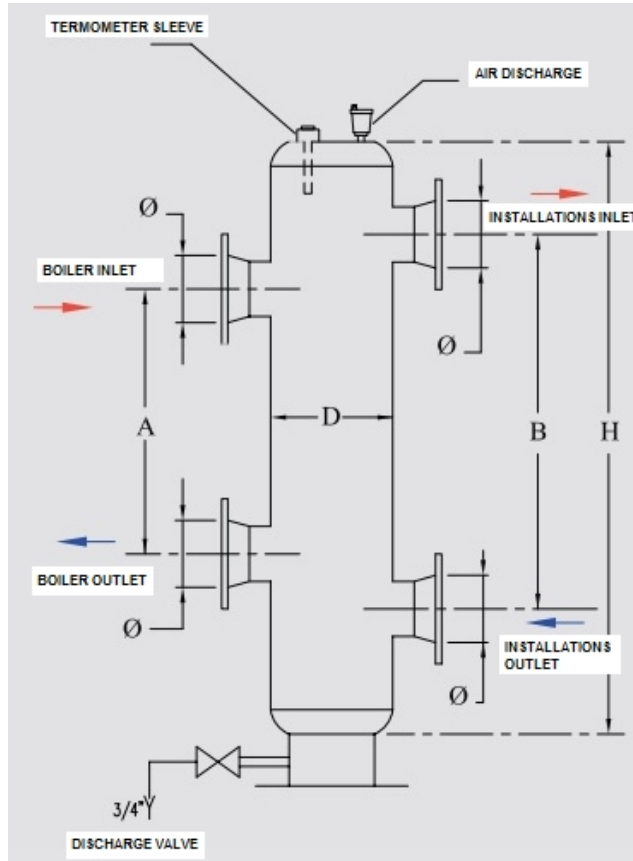 TERMOMETER SLEEVE
AIR DISCHARGE
Ø
INSTALLATIONS INLET
BOILER INLET
Ø
A
D
B
H
BOILER OUTLET
Ø
INSTALLATIONS
OUTLET
Ø
3/4"
DISCHARGE VALVE